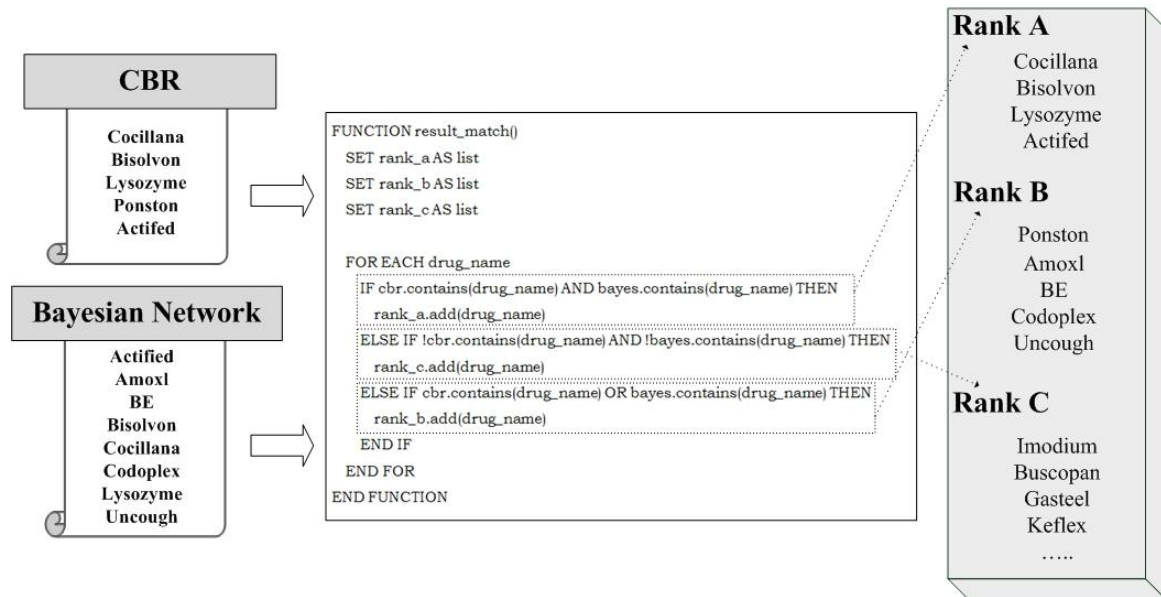 CBR
Cocillana
Bisolvon
Lysozyme
Ponston
Actifed
Bayesian Network
Actified
Amoxl
BE
Bisolvon
Cocillana
Codoplex
Lysozyme
Uncough
FUNCTION result_match()
SET rank_a AS list
SET rank_b AS list
SET rank_c AS list
FOR EACH drug_name
IF cbr.contains(drug_name) AND bayes.contains(drug_name) THEN
rank_a.add(drug_name)
ELSE IF !cbr.contains(drug_name) AND !bayes.contains(drug_name) THEN
rank_c.add(drug_name)
ELSE IF cbr.contains(drug_name) OR bayes.contains(drug_name) THEN
rank_b.add(drug_name)
END IF
END FOR
END FUNCTION
Rank A
Cocillana
Bisolvon
Lysozyme
Actifed
Rank B
Ponston
Amoxl
BE
Codoplex
Uncough
Rank C
Imodium
Buscopan
Gasteel
Keflex
…..